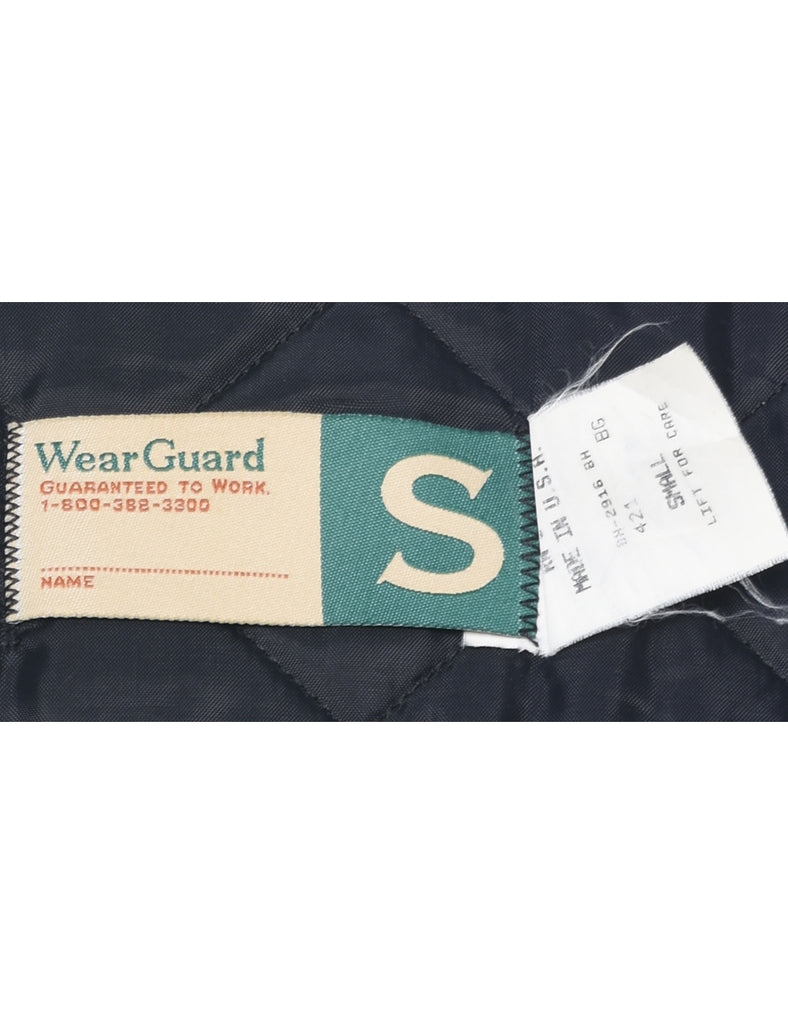 WearGuard
GUARANTEED TO WORK.
1-800-388-3300
NAME
S
MADE IN U.S.A.
2916 BH BG
421
SMALL
LIFT FOR CARE